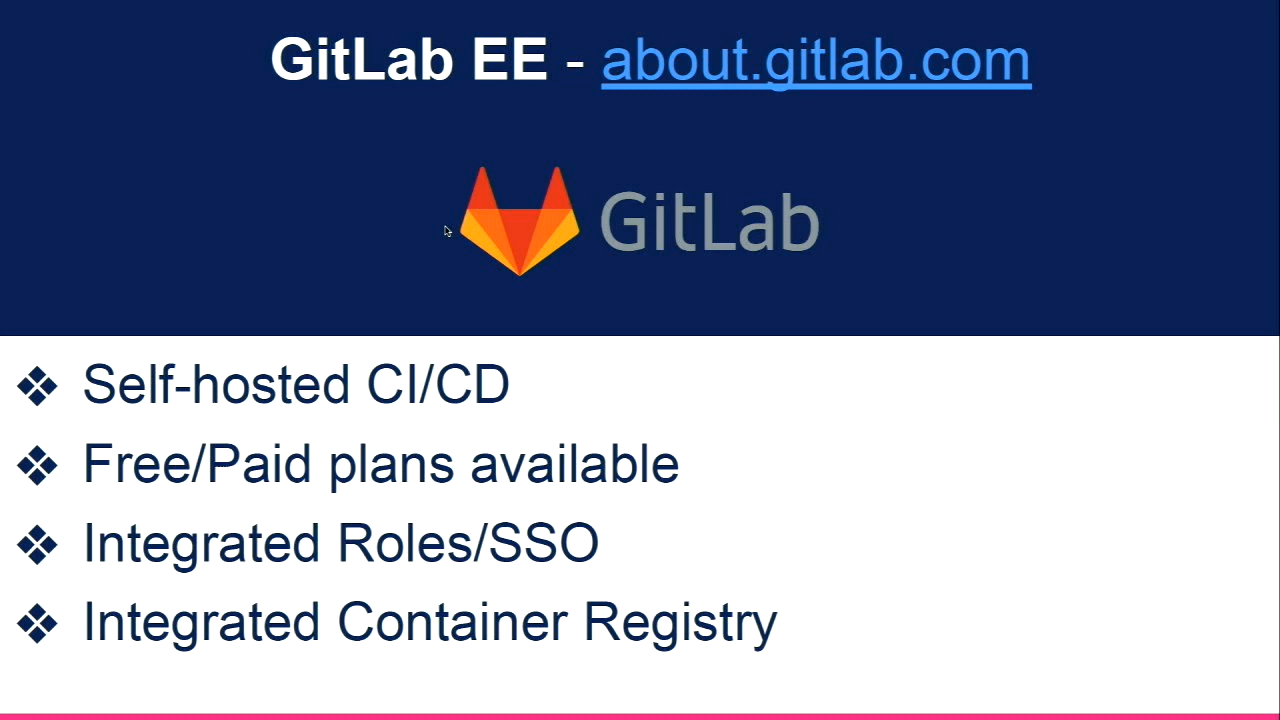 GitLab EE - about.gitlab.com
GitLab
❖ Self-hosted CI/CD
❖ Free/Paid plans available
❖ Integrated Roles/SSO
❖ Integrated Container Registry